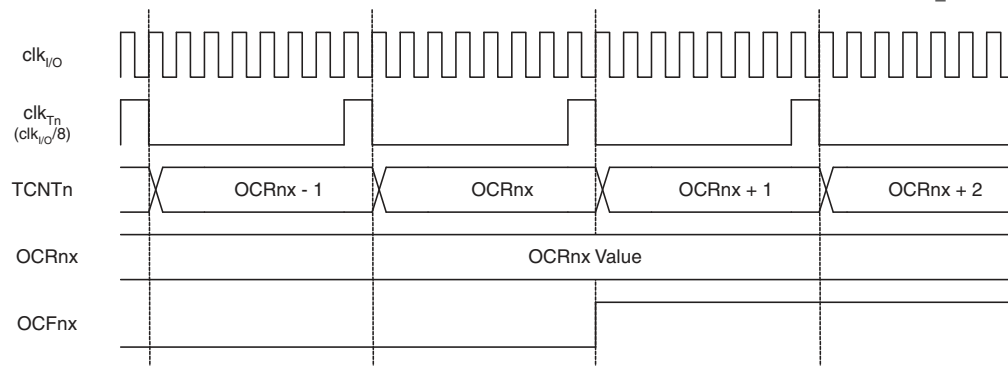 clkI/O
clkTn
(clkI/O/8)
TCNTn
OCRnx - 1
OCRnx
OCRnx + 1
OCRnx + 2
OCRnx
OCRnx Value
OCFnx